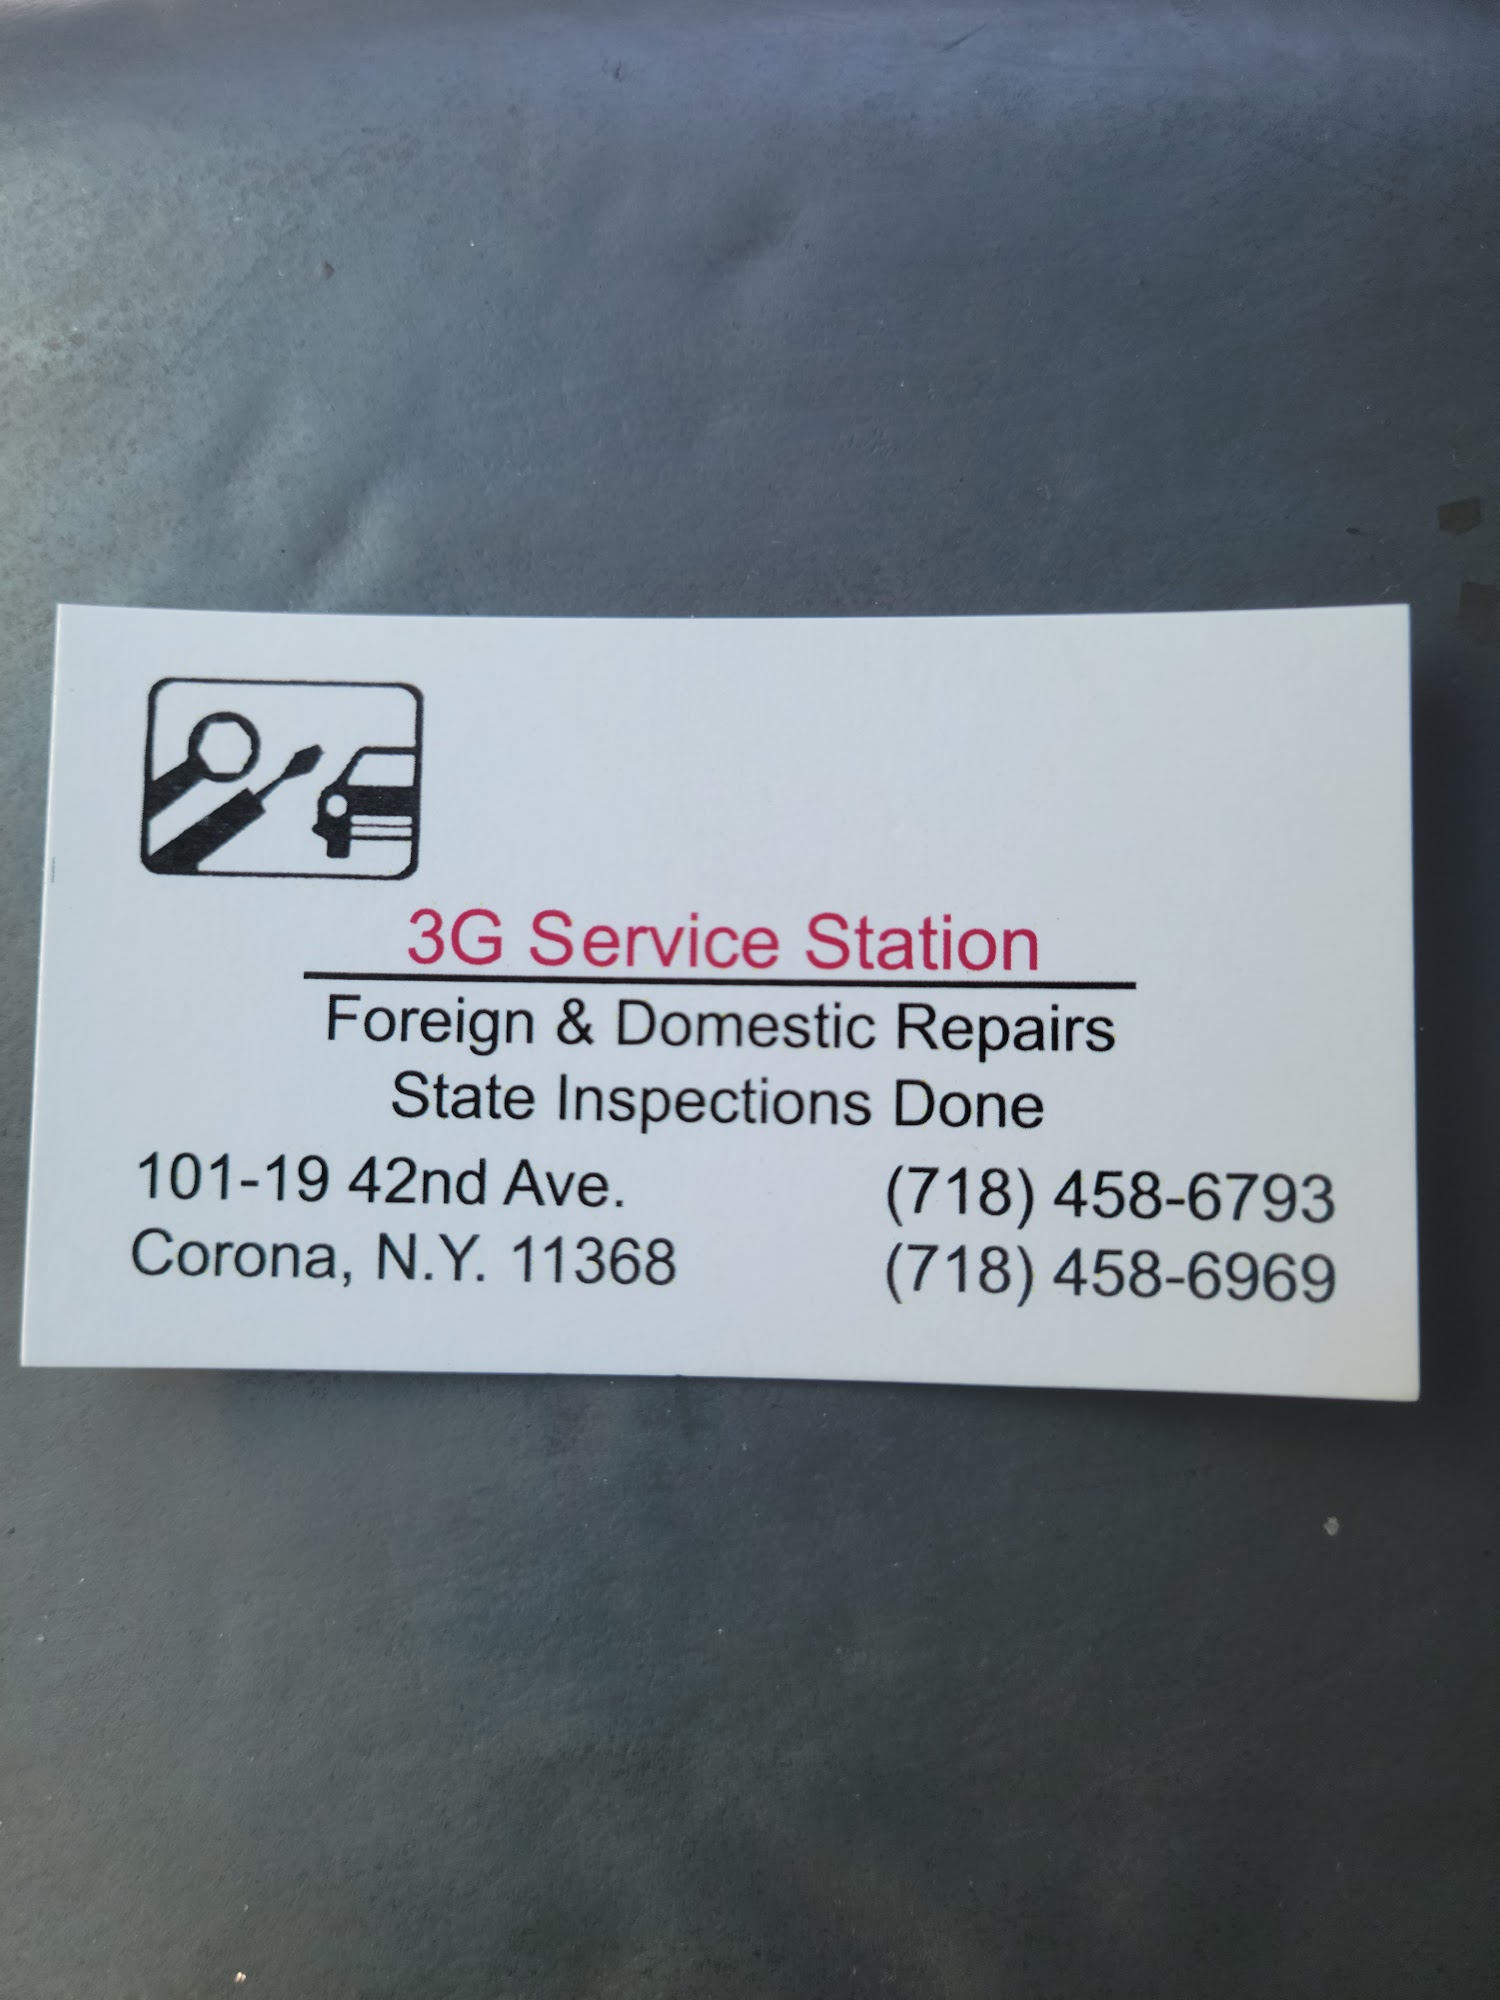 3G Service Station
Foreign & Domestic Repairs
State Inspections Done
101-19 42nd Ave.
Corona, N.Y. 11368
(718) 458-6793
(718) 458-6969